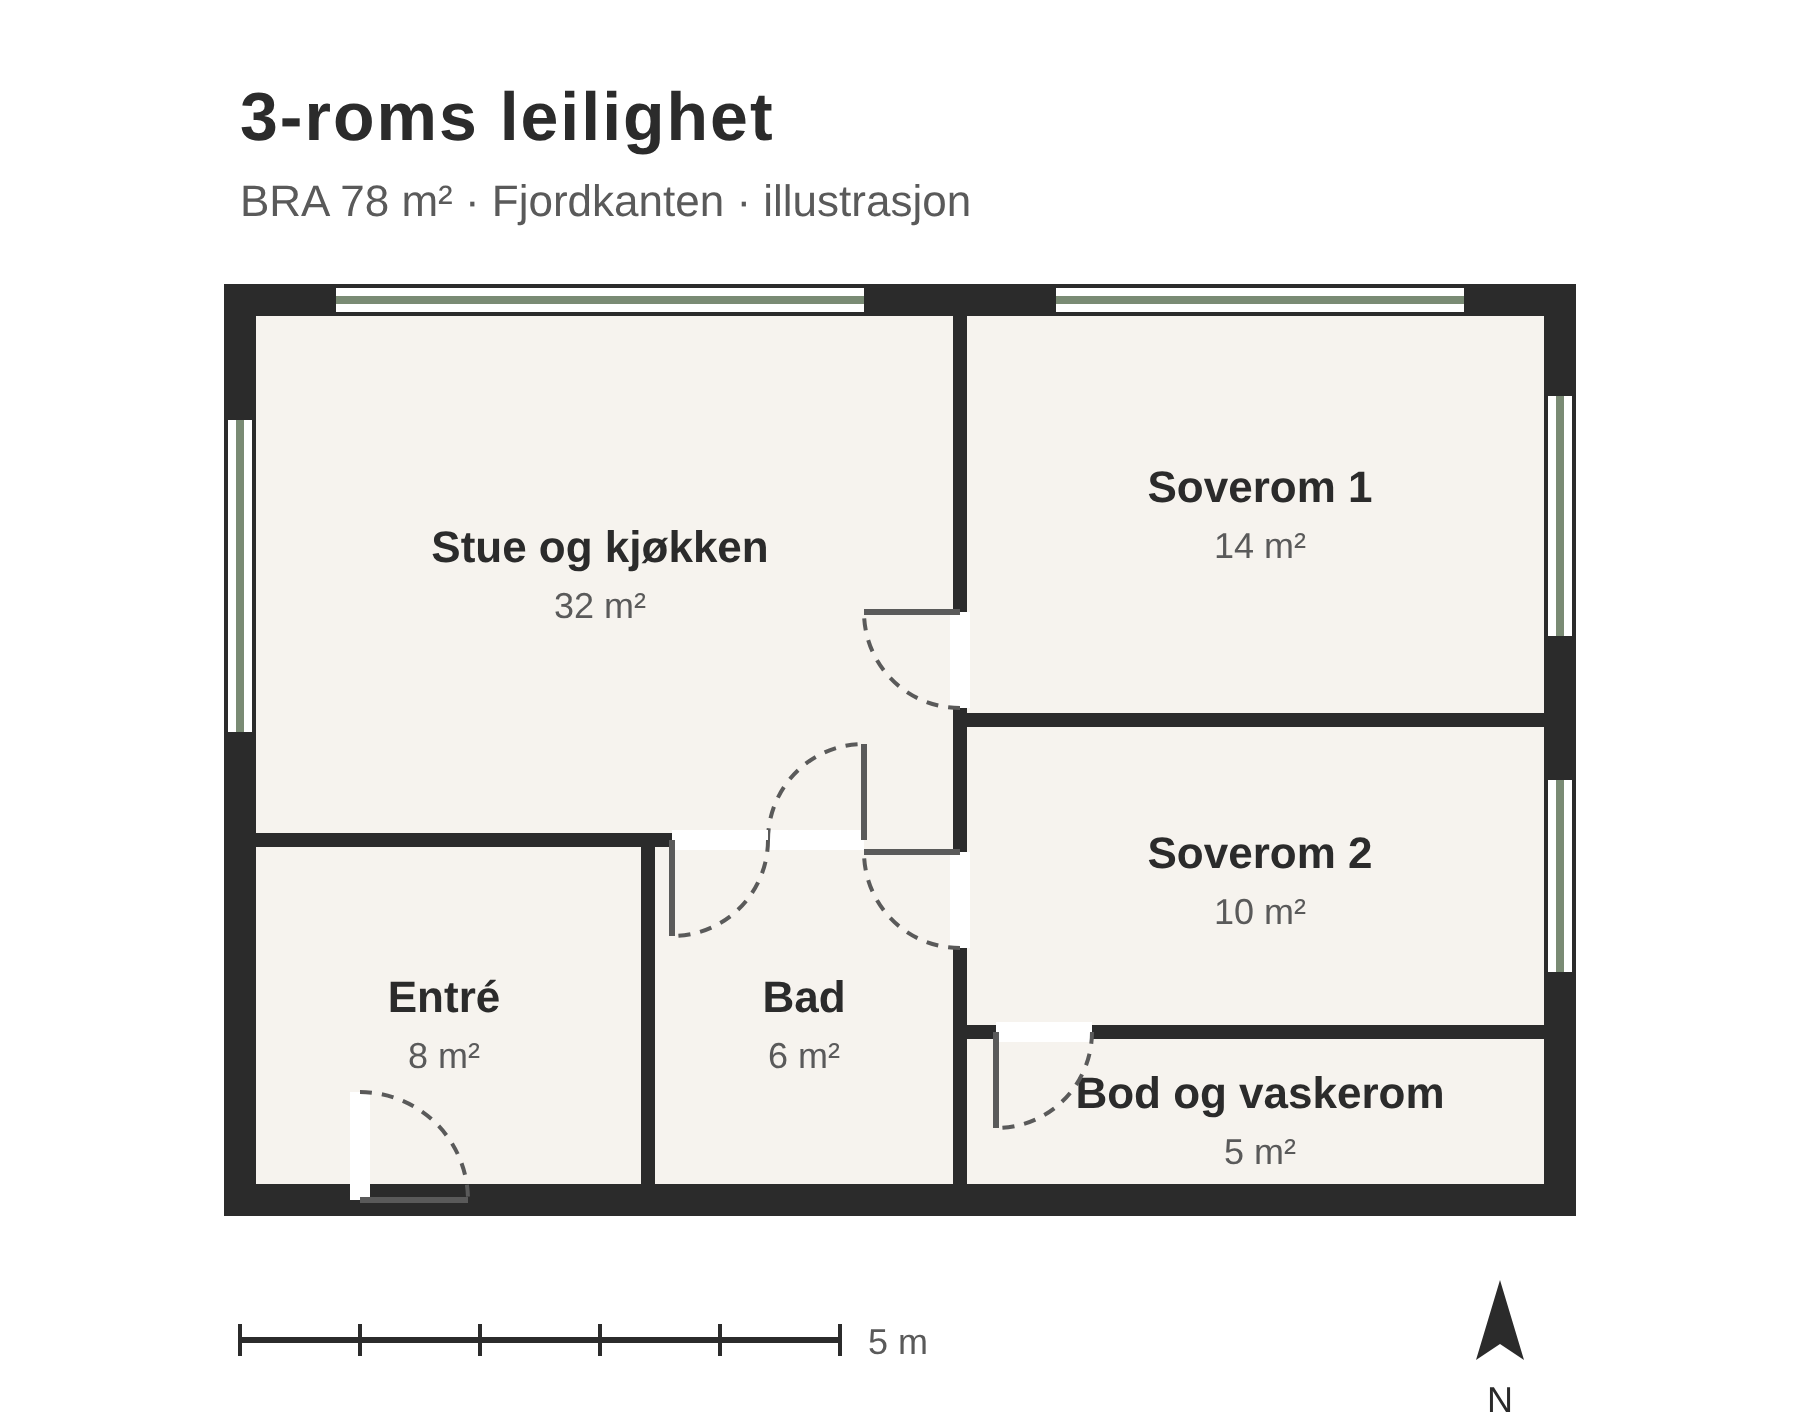 3-roms leilighet
BRA 78 m² · Fjordkanten · illustrasjon
Stue og kjøkken
32 m²
Soverom 1
14 m²
Soverom 2
10 m²
Entré
8 m²
Bad
6 m²
Bod og vaskerom
5 m²
5 m
N